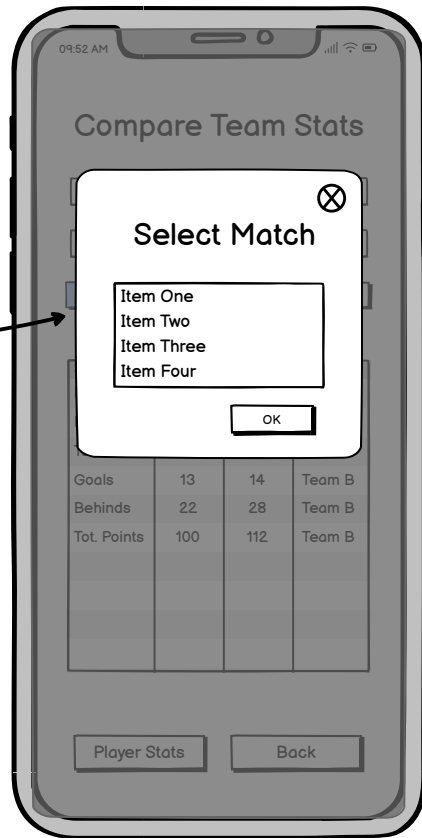 09:52 AM
Compare Team Stats
Select Match
Item One
Item Two
Item Three
Item Four
OK
Goals 13 14 Team B
Behinds 22 28 Team B
Tot. Points 100 112 Team B
Player Stats Back